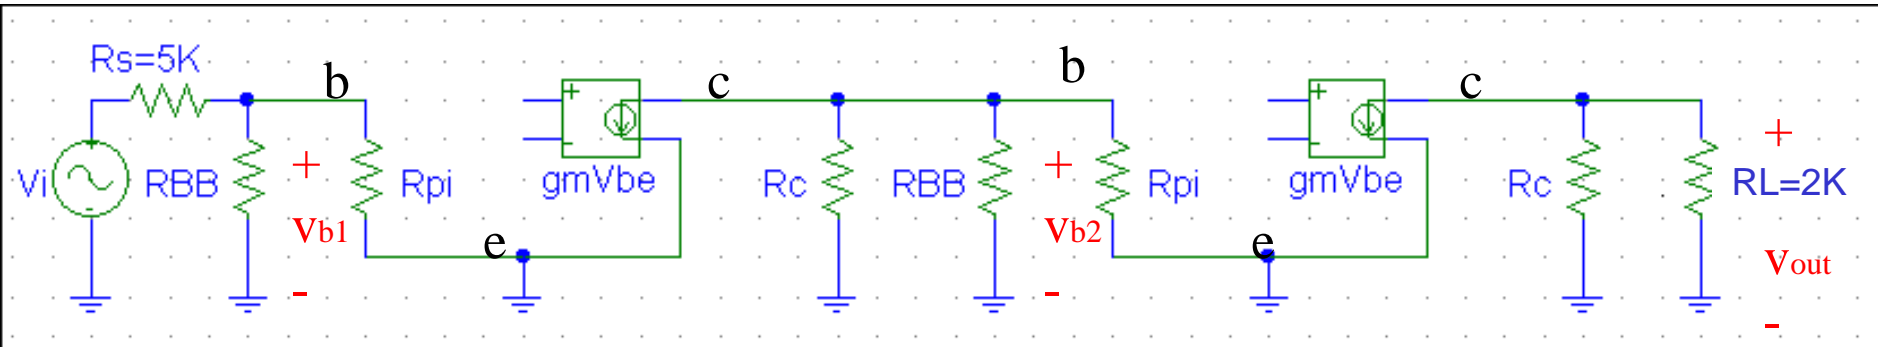 Rs=5K
b
c
b
c
+
-
+
-
+
+
+
Vi
RBB
Rpi
gmVbe
Rc
RBB
Rpi
gmVbe
Rc
RL=2K
vb1
vb2
e
e
vout
-
-
-
-